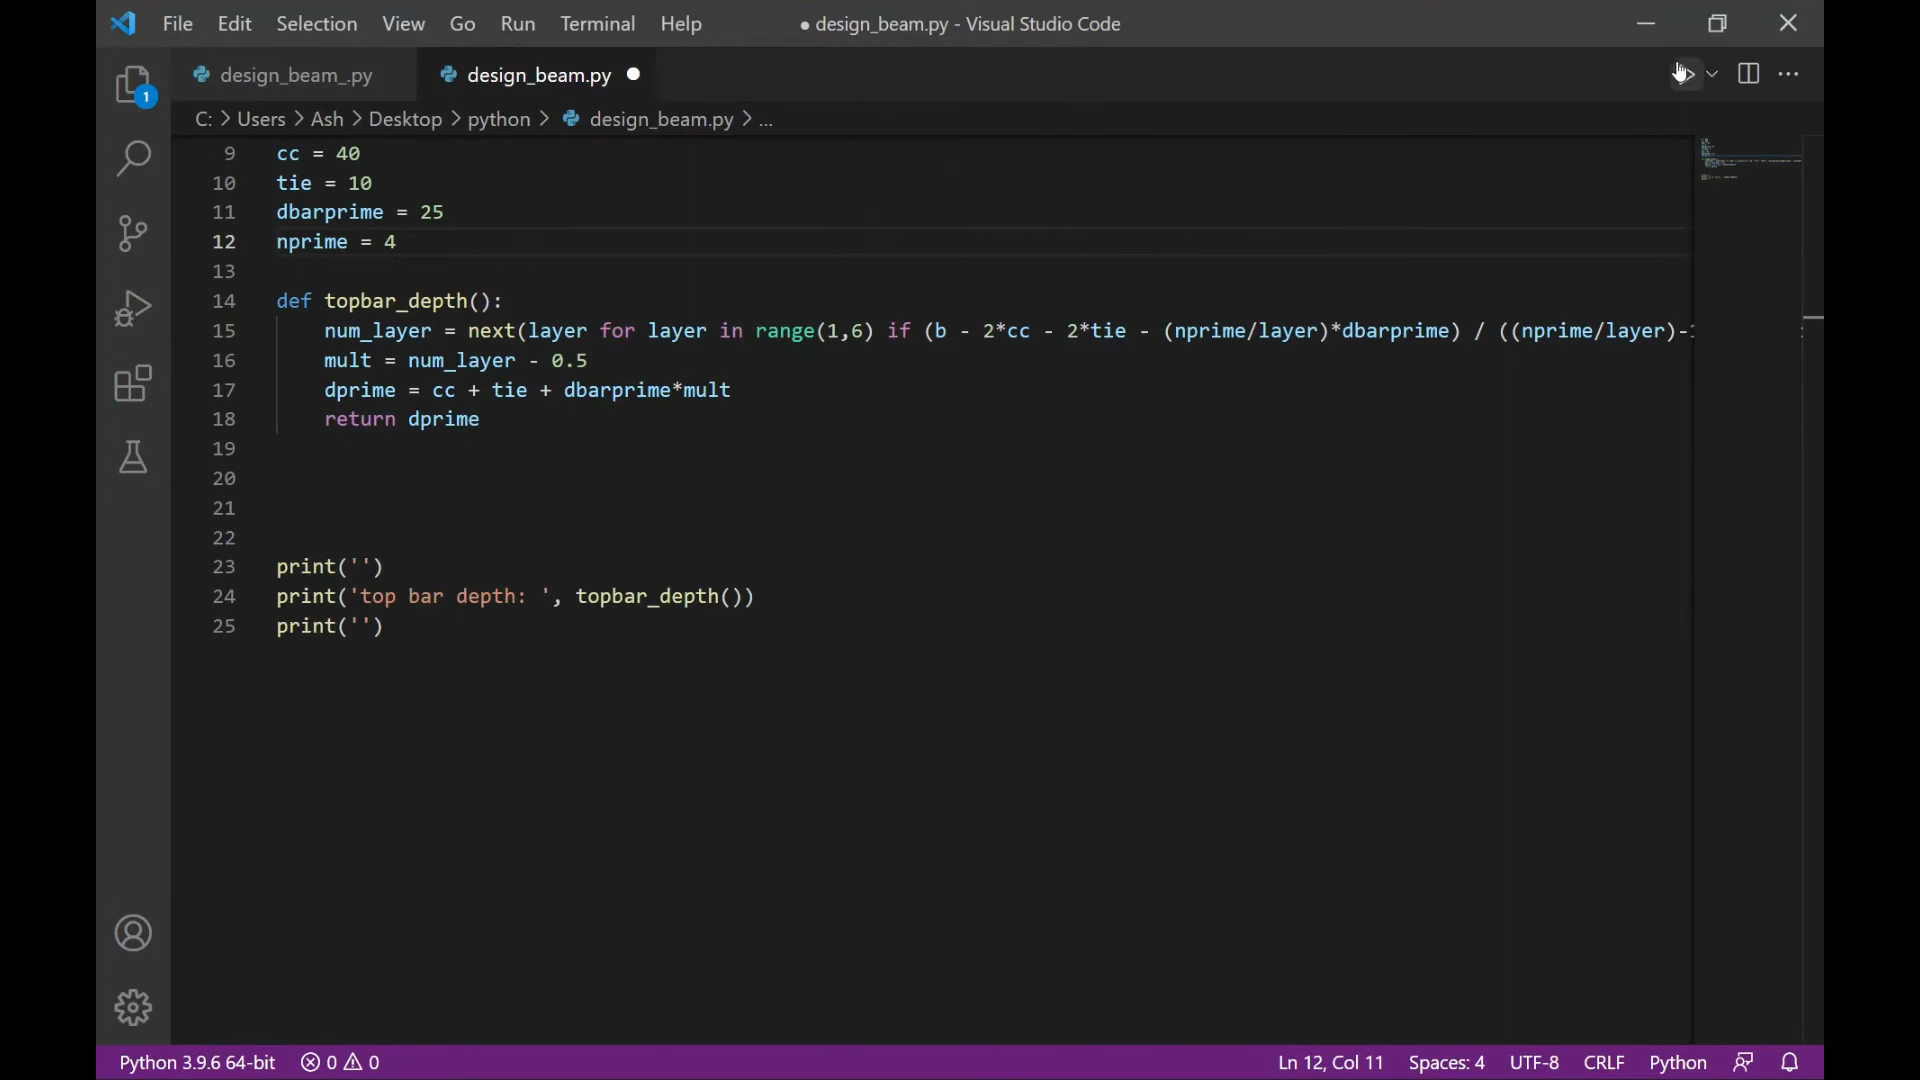 File Edit Selection View Go Run Terminal Help ● design_beam.py - Visual Studio Code
design_beam_.py design_beam.py
1
C: > Users > Ash > Desktop > python > design_beam.py > ...
9 cc = 40
10 tie = 10
11 dbarprime = 25
12 nprime = 4
13
14 def topbar_depth():
15 num_layer = next(layer for layer in range(1,6) if (b - 2*cc - 2*tie - (nprime/layer)*dbarprime) / ((nprime/layer)-
16 mult = num_layer - 0.5
17 dprime = cc + tie + dbarprime*mult
18 return dprime
19
20
21
22
23 print('')
24 print('top bar depth: ', topbar_depth())
25 print('')
Python 3.9.6 64-bit 0 0 Ln 12, Col 11 Spaces: 4 UTF-8 CRLF Python